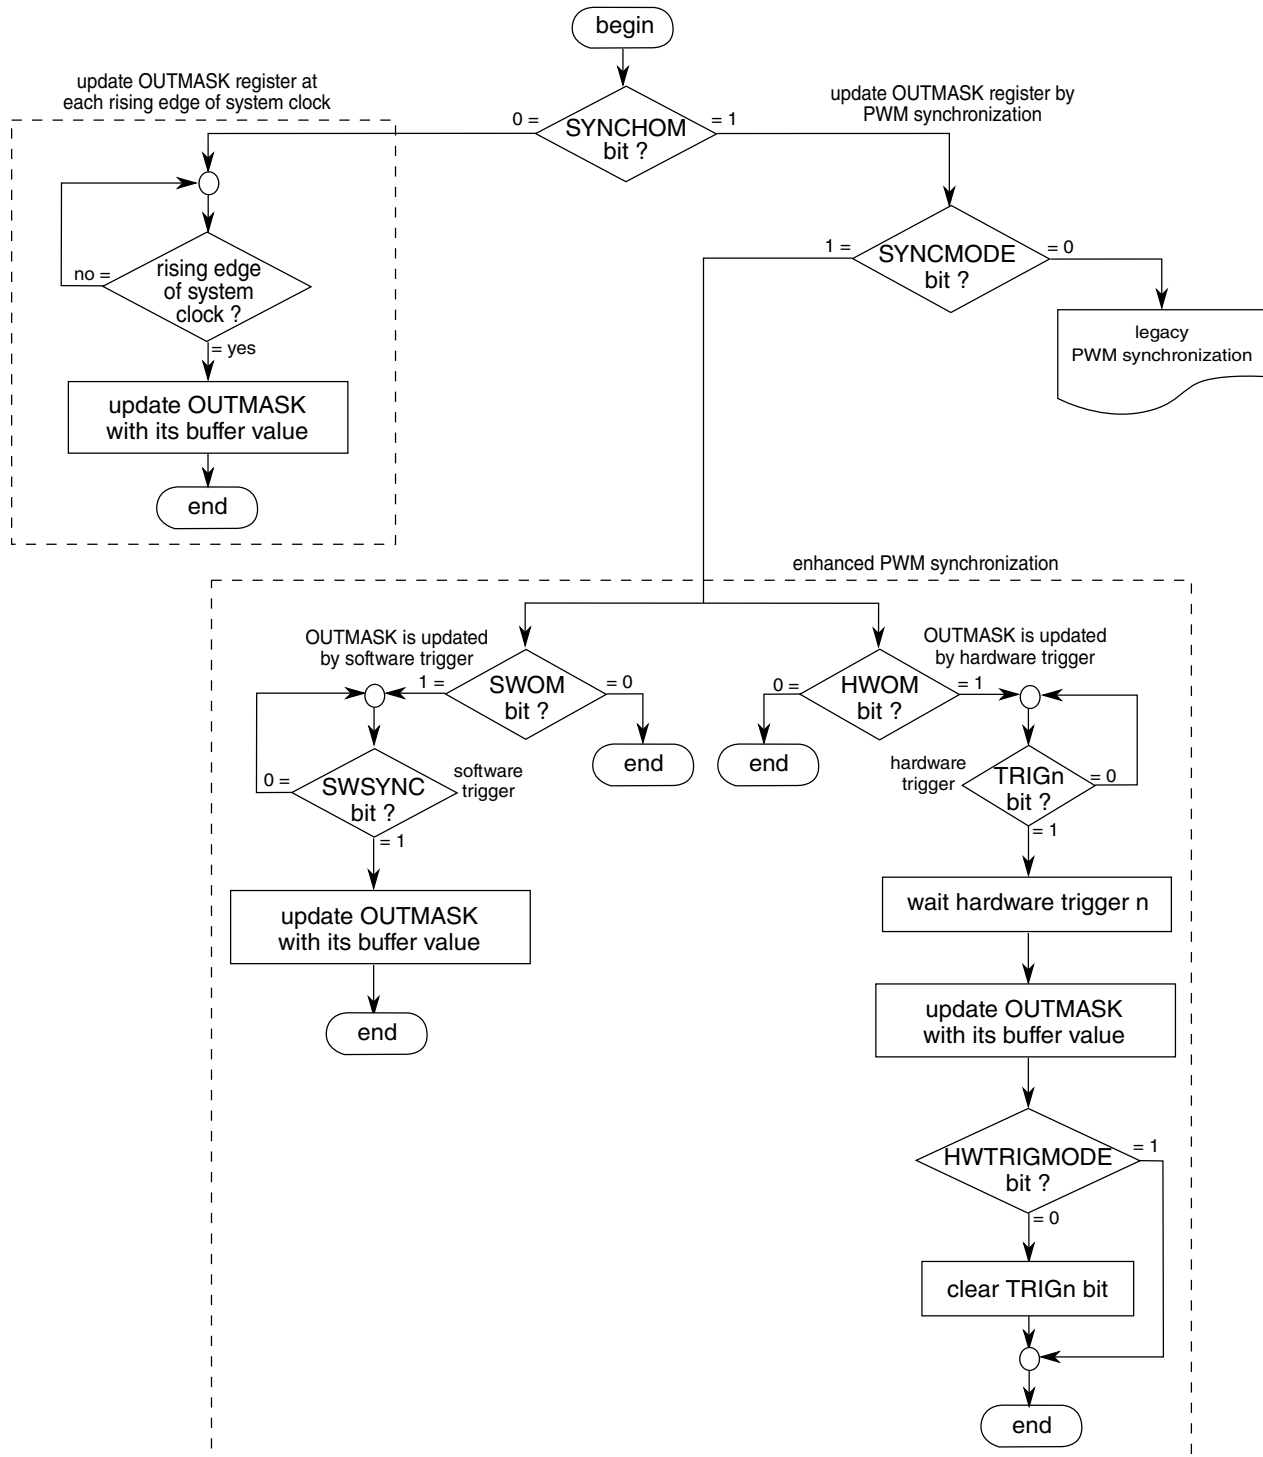 begin
update OUTMASK register at
each rising edge of system clock
update OUTMASK register by
PWM synchronization
0 =
SYNCHOM
bit ?
= 1
1 =
SYNCMODE
bit ?
= 0
no =
rising edge
of system
clock ?
= yes
legacy
PWM synchronization
update OUTMASK
with its buffer value
end
enhanced PWM synchronization
OUTMASK is updated
by software trigger
OUTMASK is updated
by hardware trigger
1 =
SWOM
bit ?
= 0
0 =
HWOM
bit ?
= 1
end
end
0 =
SWSYNC
bit ?
software
trigger
= 1
hardware
trigger
TRIGn
bit ?
= 0
= 1
update OUTMASK
with its buffer value
end
wait hardware trigger n
update OUTMASK
with its buffer value
HWTRIGMODE
bit ?
= 1
= 0
clear TRIGn bit
end